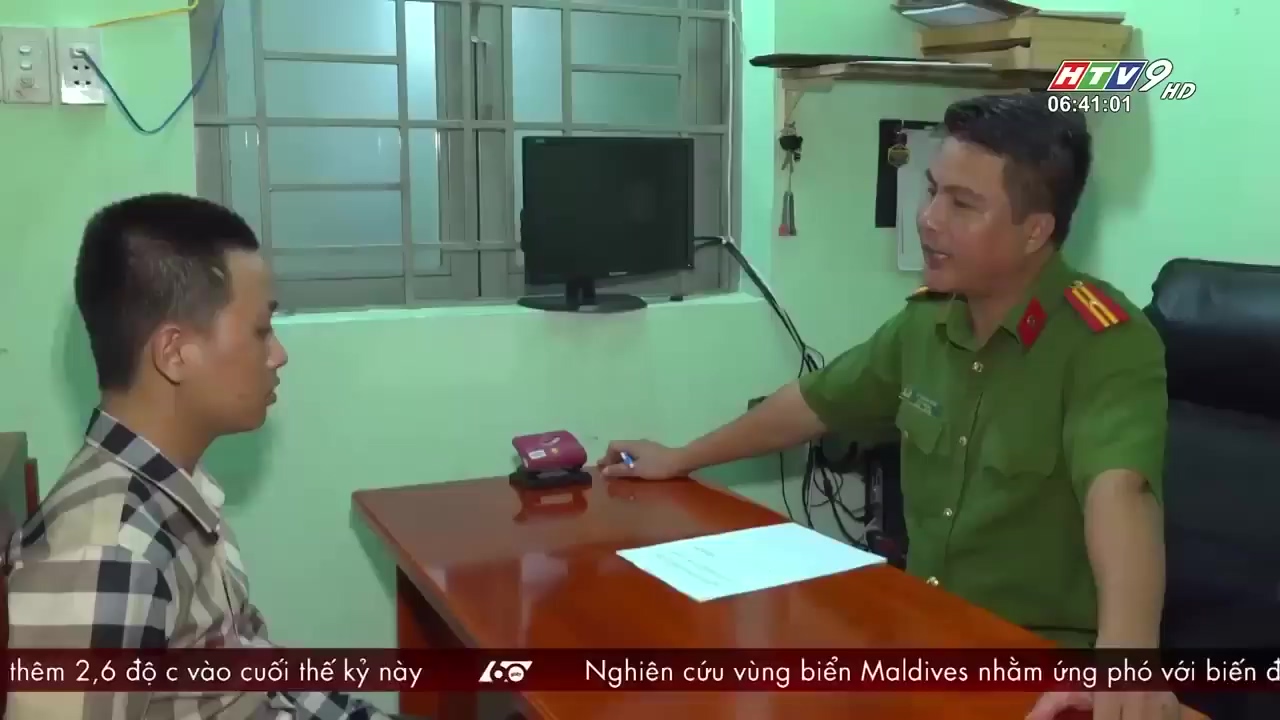 HTV9 HD
06:41:01
thêm 2,6 độ c vào cuối thế kỷ này 60 Nghiên cứu vùng biển Maldives nhằm ứng phó với biến đ